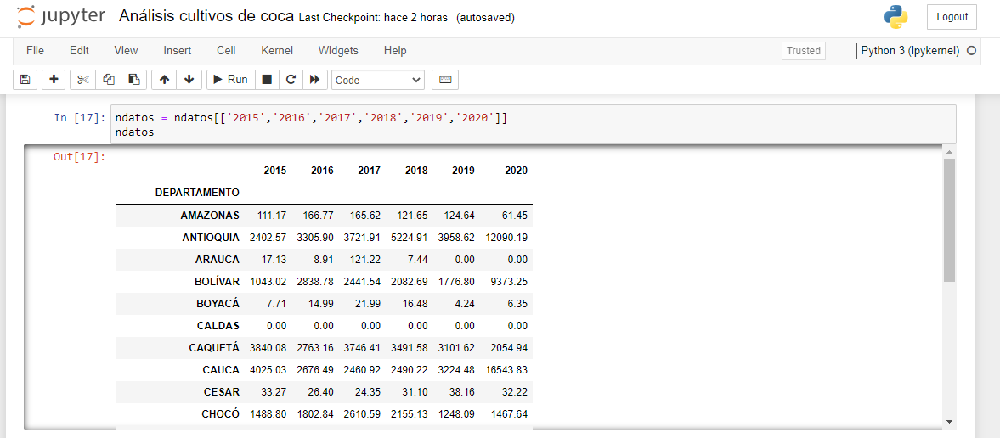 jupyter Análisis cultivos de coca Last Checkpoint: hace 2 horas (autosaved) Logout
File Edit View Insert Cell Kernel Widgets Help Trusted Python 3 (ipykernel)
Run Code
In [17]: ndatos = ndatos[['2015','2016','2017','2018','2019','2020']]
ndatos
Out[17]:
2015 2016 2017 2018 2019 2020
DEPARTAMENTO
AMAZONAS 111.17 166.77 165.62 121.65 124.64 61.45
ANTIOQUIA 2402.57 3305.90 3721.91 5224.91 3958.62 12090.19
ARAUCA 17.13 8.91 121.22 7.44 0.00 0.00
BOLÍVAR 1043.02 2838.78 2441.54 2082.69 1776.80 9373.25
BOYACÁ 7.71 14.99 21.99 16.48 4.24 6.35
CALDAS 0.00 0.00 0.00 0.00 0.00 0.00
CAQUETÁ 3840.08 2763.16 3746.41 3491.58 3101.62 2054.94
CAUCA 4025.03 2676.49 2460.92 2490.22 3224.48 16543.83
CESAR 33.27 26.40 24.35 31.10 38.16 32.22
CHOCÓ 1488.80 1802.84 2610.59 2155.13 1248.09 1467.64